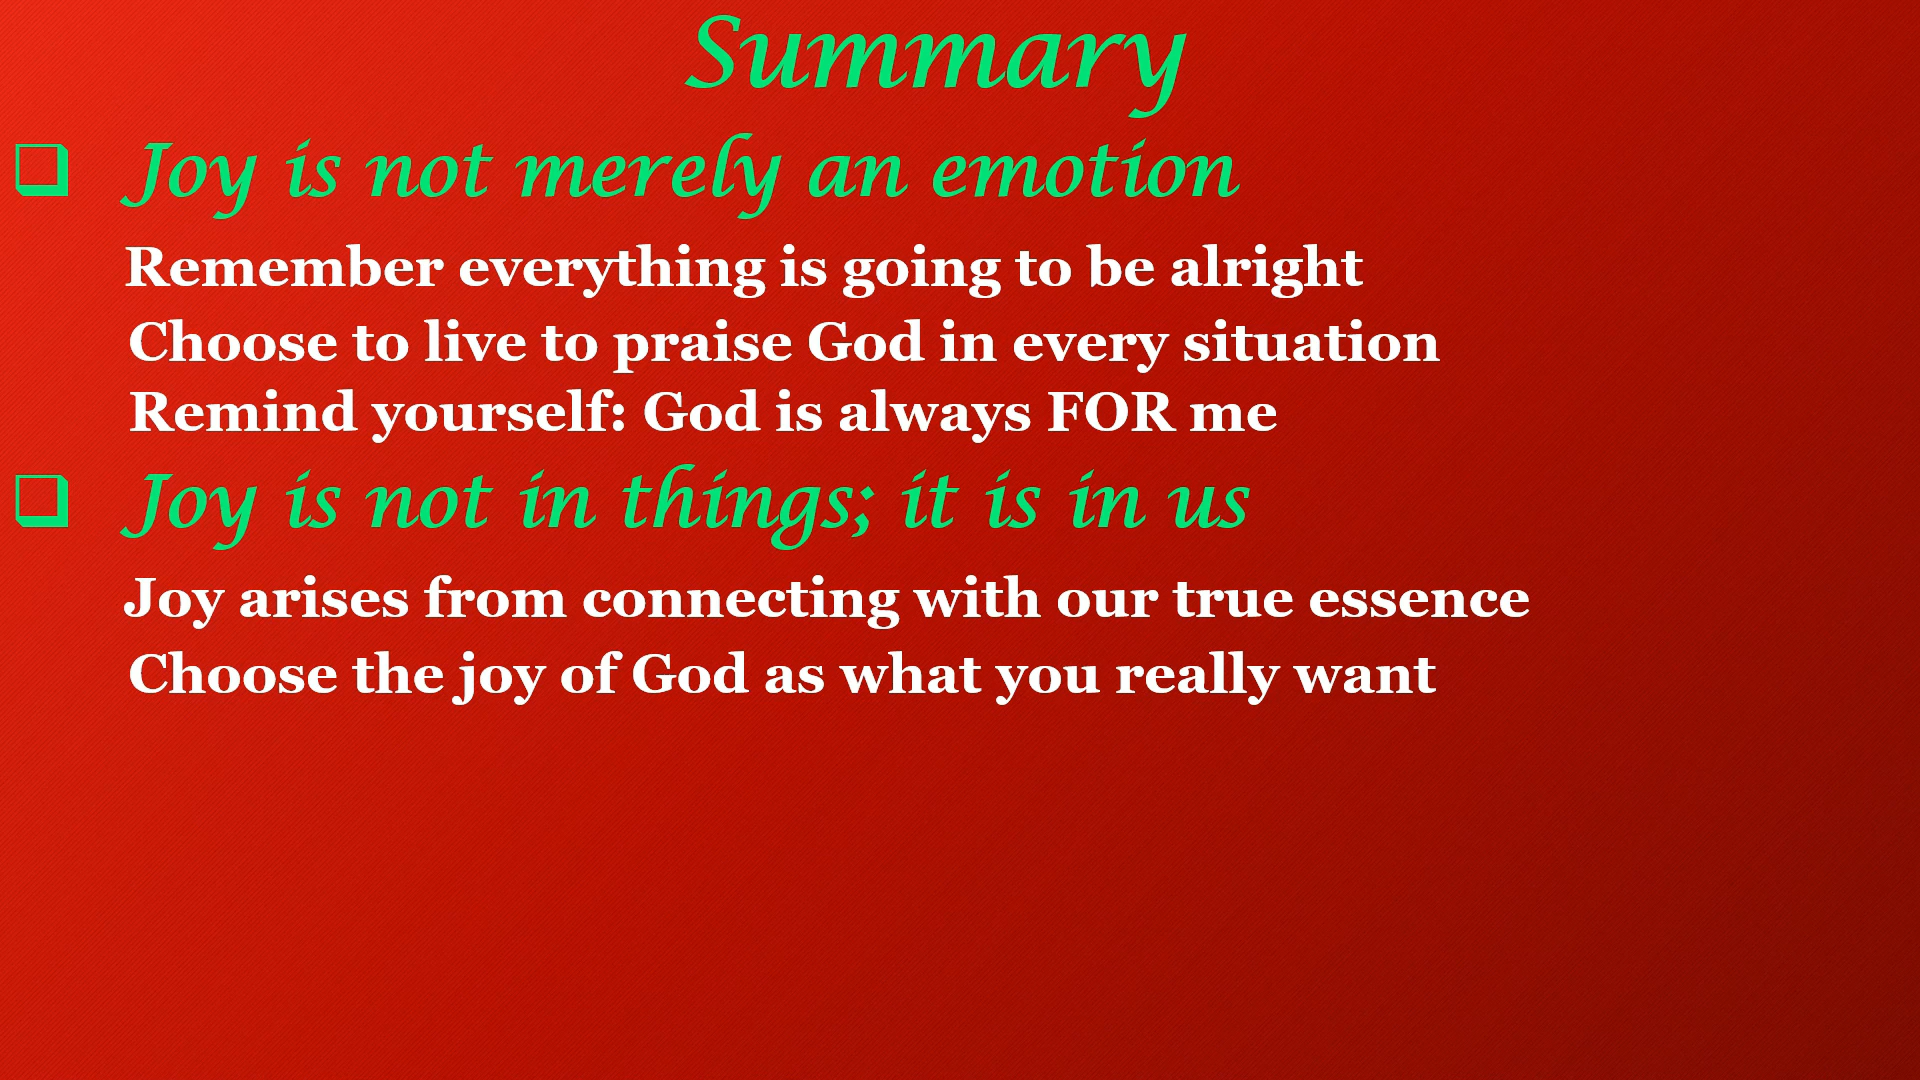 Summary
❑ Joy is not merely an emotion
Remember everything is going to be alright
Choose to live to praise God in every situation
Remind yourself: God is always FOR me
❑ Joy is not in things; it is in us
Joy arises from connecting with our true essence
Choose the joy of God as what you really want